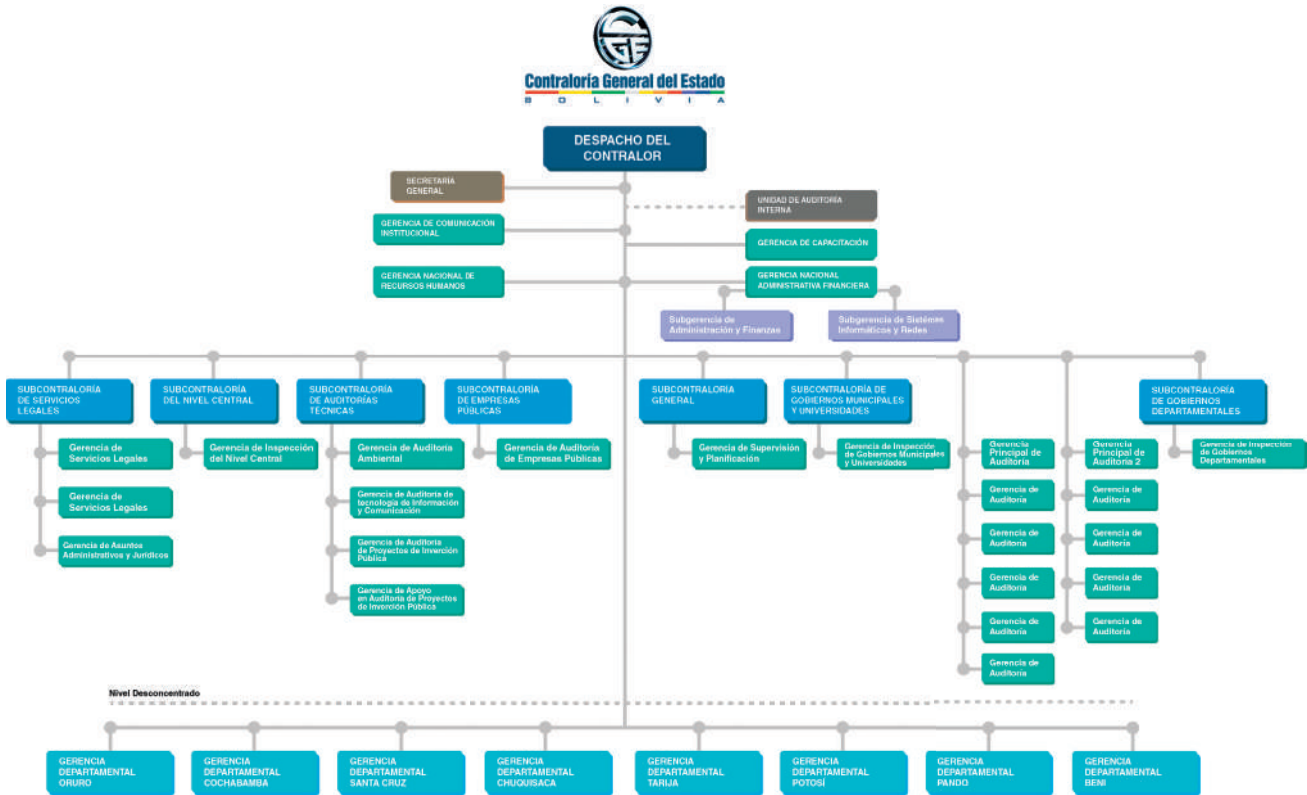 CGE
Contraloría General del Estado
BOLIVIA
DESPACHO DEL
CONTRALOR
SECRETARÍA
GENERAL
UNIDAD DE AUDITORÍA
INTERNA
GERENCIA DE COMUNICACIÓN
INSTITUCIONAL
GERENCIA DE CAPACITACIÓN
GERENCIA NACIONAL DE
RECURSOS HUMANOS
GERENCIA NACIONAL
ADMINISTRATIVA FINANCIERA
Subgerencia de
Administración y Finanzas
Subgerencia de Sistémes
Informáticos y Redes
SUBCONTRALORÍA
DE SERVICIOS
LEGALES
Gerencia de
Servicios Legales
Gerencia de
Servicios Legales
Gerencia de Asuntos
Administrativos y Jurídicos
SUBCONTRALORÍA
DEL NIVEL CENTRAL
Gerencia de Inspección
del Nivel Central
SUBCONTRALORÍA
DE AUDITORÍAS
TÉCNICAS
Gerencia de Auditoría
Ambiental
Gerencia de Auditoría de
tecnología de Información
y Comunicación
Gerencia de Auditoría
de Proyectos de Inverción
Pública
Gerencia de Apoyo
en Auditoría de Proyectos
de Inverción Pública
SUBCONTRALORÍA
DE EMPRESAS
PÚBLICAS
Gerencia de Auditoría
de Empresas Públicas
SUBCONTRALORÍA
GENERAL
Gerencia de Supervisión
y Planificación
SUBCONTRALORÍA DE
GOBIERNOS MUNICIPALES
Y UNIVERSIDADES
Gerencia de Inspección
de Gobiernos Municipales
y Universidades
Gerencia
Principal de
Auditoría
Gerencia de
Auditoría
Gerencia de
Auditoría
Gerencia de
Auditoría
Gerencia de
Auditoría
Gerencia de
Auditoría
Gerencia
Principal de
Auditoría 2
Gerencia de
Auditoría
Gerencia de
Auditoría
Gerencia de
Auditoría
Gerencia de
Auditoría
SUBCONTRALORÍA
DE GOBIERNOS
DEPARTAMENTALES
Gerencia de Inspección
de Gobiernos
Departamentales
Nivel Desconcentrado
GERENCIA
DEPARTAMENTAL
ORURO
GERENCIA
DEPARTAMENTAL
COCHABAMBA
GERENCIA
DEPARTAMENTAL
SANTA CRUZ
GERENCIA
DEPARTAMENTAL
CHUQUISACA
GERENCIA
DEPARTAMENTAL
TARIJA
GERENCIA
DEPARTAMENTAL
POTOSÍ
GERENCIA
DEPARTAMENTAL
PANDO
GERENCIA
DEPARTAMENTAL
BENI